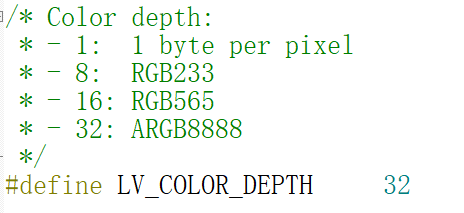 /* Color depth:
 * - 1:  1 byte per pixel
 * - 8:  RGB233
 * - 16: RGB565
 * - 32: ARGB8888
 */
#define LV_COLOR_DEPTH     32